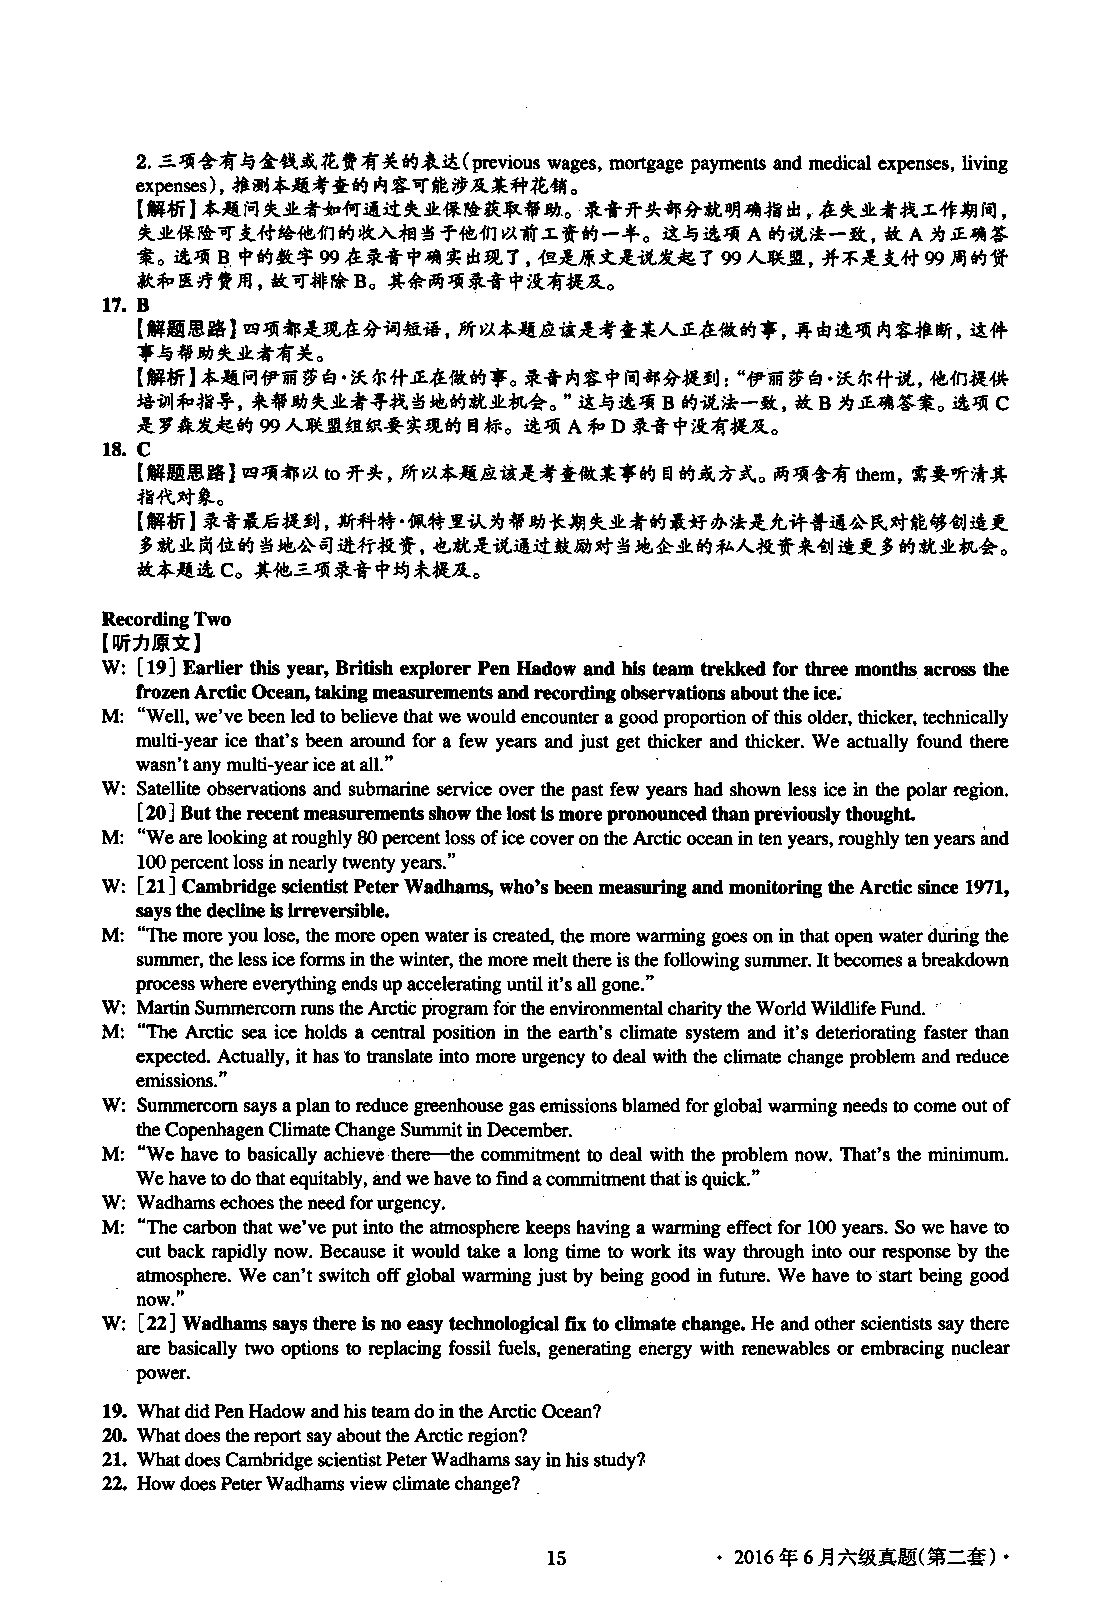 2. 三项含有与金钱或花费有关的表达(previous wages, mortgage payments and medical expenses, living
expenses)，推测本题考查的内容可能涉及某种花销。
【解析】本题问失业者如何通过失业保险获取帮助。录音开头部分就明确指出，在失业者找工作期间，
失业保险可支付给他们的收入相当于他们以前工资的一半。这与选项 A 的说法一致，故 A 为正确答
案。选项 B 中的数字 99 在录音中确实出现了，但是原文是说发起了 99 人联盟，并不是支付 99 周的贷
款和医疗费用，故可排除 B。其余两项录音中没有提及。
17. B
【解题思路】四项都是现在分词短语，所以本题应该是考查某人正在做的事，再由选项内容推断，这件
事与帮助失业者有关。
【解析】本题问伊丽莎白·沃尔什正在做的事。录音内容中间部分提到：“伊丽莎白·沃尔什说，他们提供
培训和指导，来帮助失业者寻找当地的就业机会。”这与选项 B 的说法一致，故 B 为正确答案。选项 C
是罗森发起的 99 人联盟组织要实现的目标。选项 A 和 D 录音中没有提及。
18. C
【解题思路】四项都以 to 开头，所以本题应该是考查做某事的目的或方式。两项含有 them，需要听清其
指代对象。
【解析】录音最后提到，斯科特·佩特里认为帮助长期失业者的最好办法是允许普通公民对能够创造更
多就业岗位的当地公司进行投资，也就是说通过鼓励对当地企业的私人投资来创造更多的就业机会。
故本题选 C。其他三项录音中均未提及。
Recording Two
【听力原文】
W: [19] Earlier this year, British explorer Pen Hadow and his team trekked for three months across the
frozen Arctic Ocean, taking measurements and recording observations about the ice.
M: “Well, we’ve been led to believe that we would encounter a good proportion of this older, thicker, technically
multi-year ice that’s been around for a few years and just get thicker and thicker. We actually found there
wasn’t any multi-year ice at all.”
W: Satellite observations and submarine service over the past few years had shown less ice in the polar region.
[20] But the recent measurements show the lost is more pronounced than previously thought.
M: “We are looking at roughly 80 percent loss of ice cover on the Arctic ocean in ten years, roughly ten years and
100 percent loss in nearly twenty years.”
W: [21] Cambridge scientist Peter Wadhams, who’s been measuring and monitoring the Arctic since 1971,
says the decline is irreversible.
M: “The more you lose, the more open water is created, the more warming goes on in that open water during the
summer, the less ice forms in the winter, the more melt there is the following summer. It becomes a breakdown
process where everything ends up accelerating until it’s all gone.”
W: Martin Summercorn runs the Arctic program for the environmental charity the World Wildlife Fund.
M: “The Arctic sea ice holds a central position in the earth’s climate system and it’s deteriorating faster than
expected. Actually, it has to translate into more urgency to deal with the climate change problem and reduce
emissions.”
W: Summercorn says a plan to reduce greenhouse gas emissions blamed for global warming needs to come out of
the Copenhagen Climate Change Summit in December.
M: “We have to basically achieve there—the commitment to deal with the problem now. That’s the minimum.
We have to do that equitably, and we have to find a commitment that is quick.”
W: Wadhams echoes the need for urgency.
M: “The carbon that we’ve put into the atmosphere keeps having a warming effect for 100 years. So we have to
cut back rapidly now. Because it would take a long time to work its way through into our response by the
atmosphere. We can’t switch off global warming just by being good in future. We have to start being good
now.”
W: [22] Wadhams says there is no easy technological fix to climate change. He and other scientists say there
are basically two options to replacing fossil fuels, generating energy with renewables or embracing nuclear
power.
19. What did Pen Hadow and his team do in the Arctic Ocean?
20. What does the report say about the Arctic region?
21. What does Cambridge scientist Peter Wadhams say in his study?
22. How does Peter Wadhams view climate change?
15
· 2016 年 6 月六级真题(第二套) ·